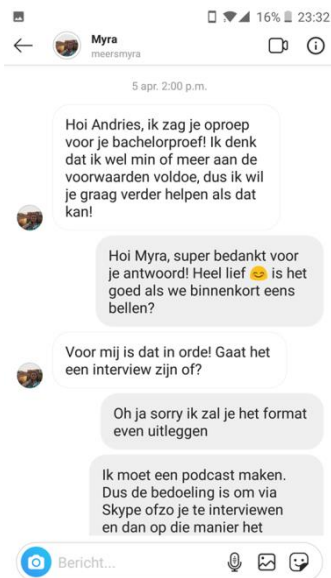 16% 23:32
Myra
meersmyra
5 apr. 2:00 p.m.
Hoi Andries, ik zag je oproep
voor je bachelorproef! Ik denk
dat ik wel min of meer aan de
voorwaarden voldoe, dus ik wil
je graag verder helpen als dat
kan!
Hoi Myra, super bedankt voor
je antwoord! Heel lief 😊 is het
goed als we binnenkort eens
bellen?
Voor mij is dat in orde! Gaat het
een interview zijn of?
Oh ja sorry ik zal je het format
even uitleggen
Ik moet een podcast maken.
Dus de bedoeling is om via
Skype ofzo je te interviewen
en dan op die manier het
Bericht...